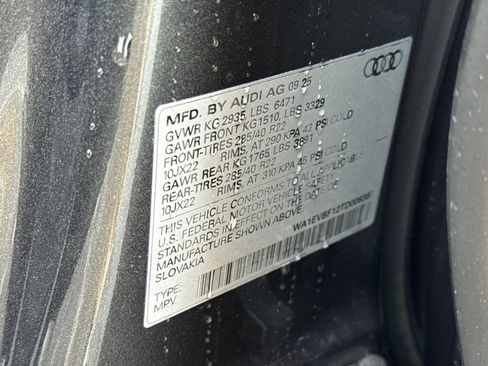 MFD. BY AUDI AG 09 25
GVWR KG 2935, LBS 6471
GAWR FRONT KG 1510, LBS 3329
FRONT-TIRES 285/40 R22
10JX22 RIMS, AT 290 KPA 42 PSI COLD
GAWR REAR KG 1765, LBS 3891
REAR-TIRES 285/40 R22
10JX22 RIMS, AT 310 KPA 45 PSI COLD
THIS VEHICLE CONFORMS TO ALL APPLICABLE
U.S. FEDERAL MOTOR VEHICLE SAFETY
STANDARDS IN EFFECT ON THE DATE OF
MANUFACTURE SHOWN ABOVE.
SLOVAKIA
TYPE:
MPV